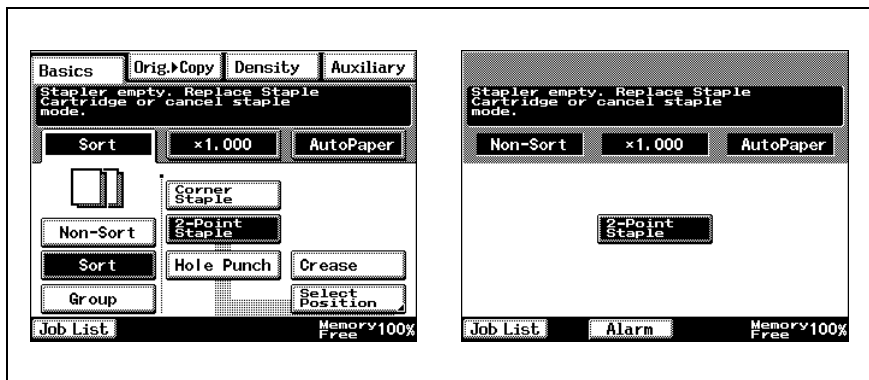 Basics Orig.▸Copy Density Auxiliary
Stapler empty. Replace Staple
Cartridge or cancel staple
mode.
Sort ×1.000 AutoPaper
Corner
Staple
Non-Sort
2-Point
Staple
Sort
Hole Punch
Crease
Group
Select
Position
Job List
Memory
Free 100%
Stapler empty. Replace Staple
Cartridge or cancel staple
mode.
Non-Sort ×1.000 AutoPaper
2-Point
Staple
Job List Alarm
Memory
Free 100%